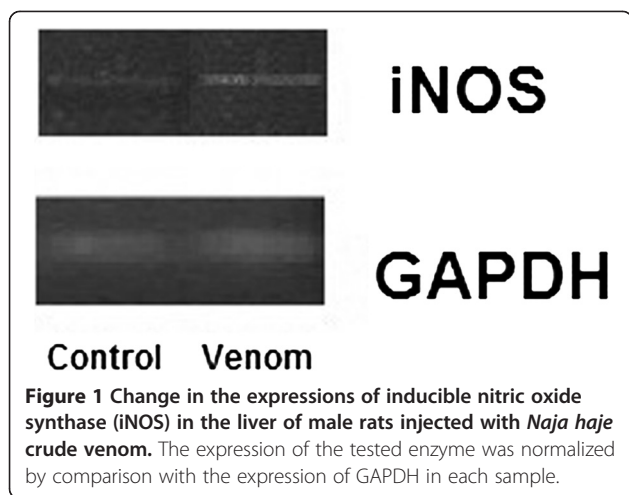 iNOS
GAPDH
Control Venom
Figure 1 Change in the expressions of inducible nitric oxide
synthase (iNOS) in the liver of male rats injected with Naja haje
crude venom. The expression of the tested enzyme was normalized
by comparison with the expression of GAPDH in each sample.